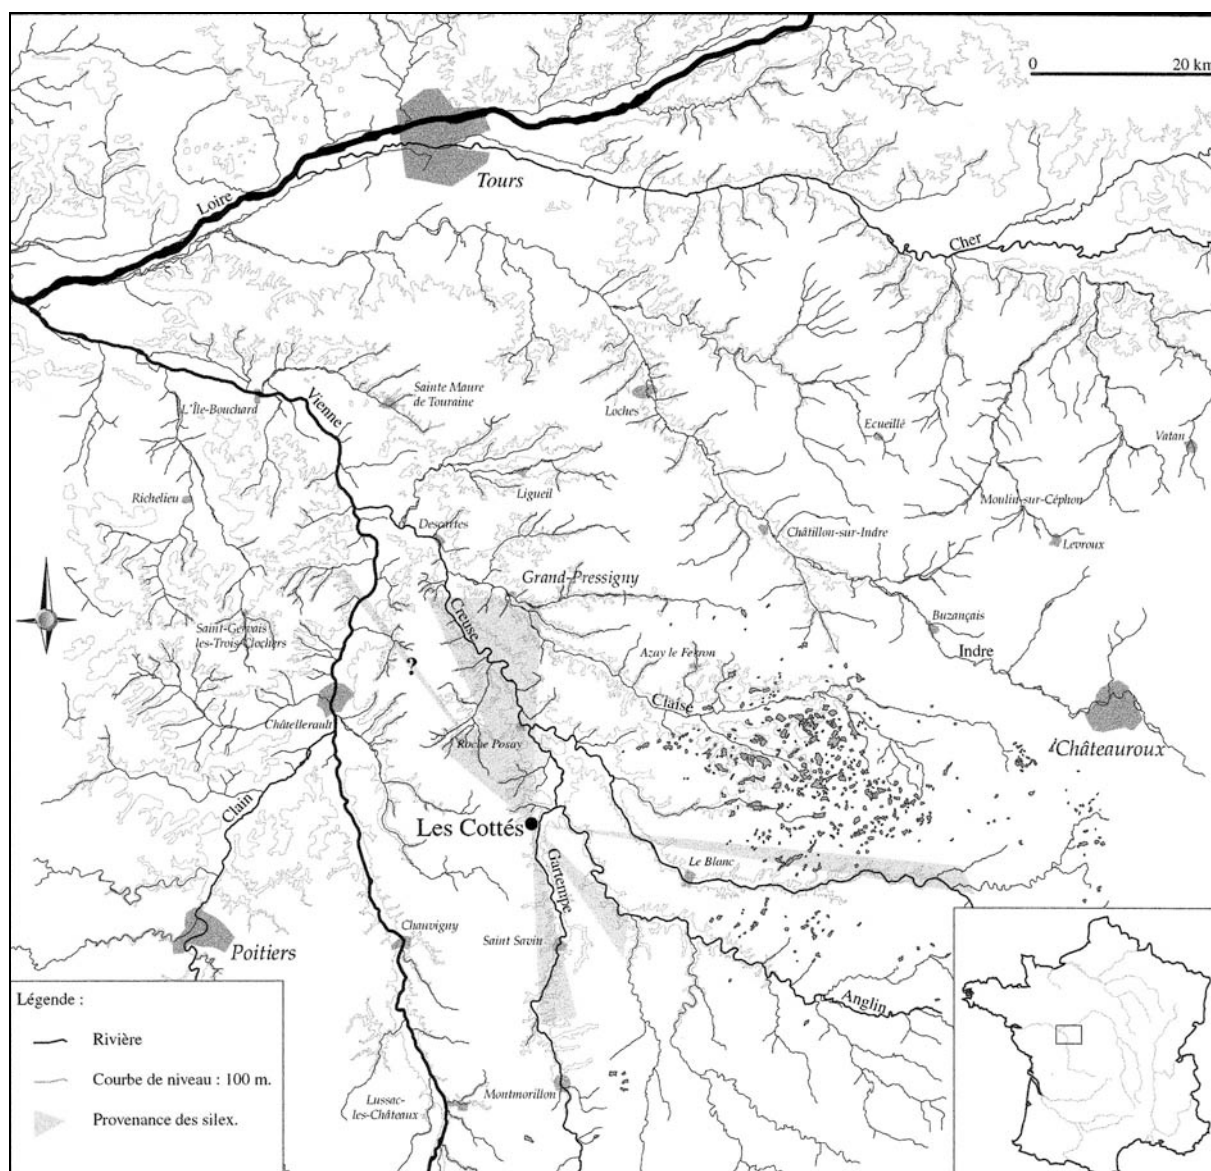 0 20 km
Tours
Loire
Cher
Vienne
Sainte Maure
de Touraine
L'Île-Bouchard
Loches
Ecueillé
Vatan
Richelieu
Ligueil
Moulin-sur-Céphon
Descartes
Châtillon-sur-Indre
Levroux
Grand-Pressigny
Creuse
Buzançais
Saint-Gervais
les-Trois-Clochers
Azay le Ferron
Indre
?
Claise
Châtellerault
Roche Posay
Châteauroux
Clain
Les Cottés
Le Blanc
Gartempe
Chauvigny
Saint Savin
Poitiers
Anglin
Légende :
Rivière
Courbe de niveau : 100 m.
Provenance des silex.
Lussac-
les-Châteaux
Montmorillon